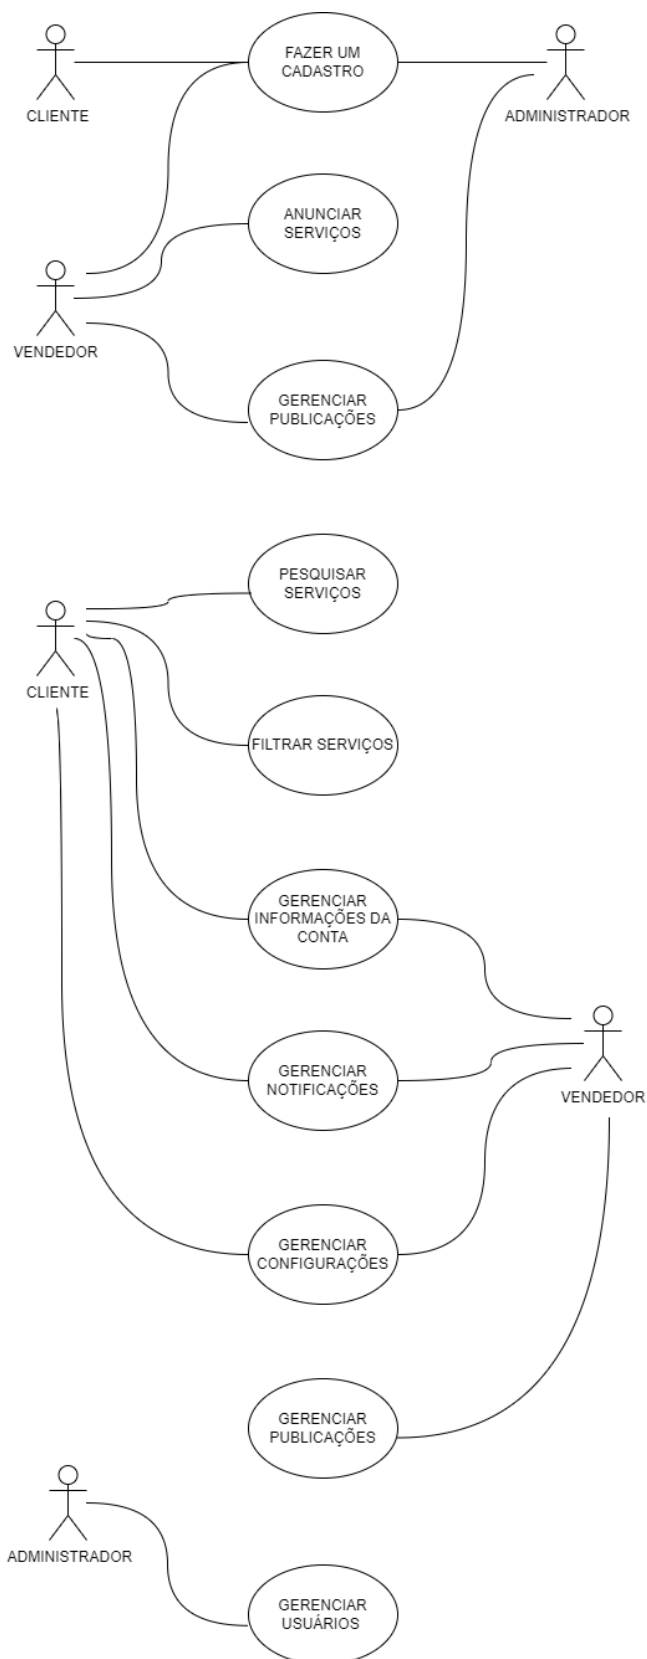 FAZER UM
CADASTRO
CLIENTE
ADMINISTRADOR
ANUNCIAR
SERVIÇOS
VENDEDOR
GERENCIAR
PUBLICAÇÕES
PESQUISAR
SERVIÇOS
CLIENTE
FILTRAR SERVIÇOS
GERENCIAR
INFORMAÇÕES DA
CONTA
GERENCIAR
NOTIFICAÇÕES
VENDEDOR
GERENCIAR
CONFIGURAÇÕES
GERENCIAR
PUBLICAÇÕES
ADMINISTRADOR
GERENCIAR
USUÁRIOS